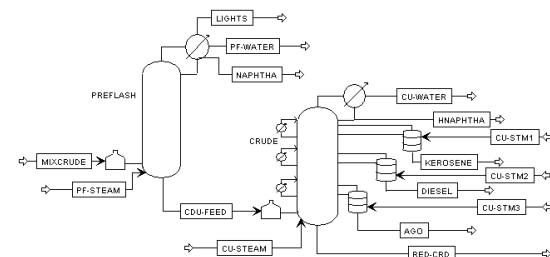 LIGHTS
PF-WATER
NAPHTHA
PREFLASH
CU-WATER
HNAPHTHA
CRUDE
CU-STM1
MIXCRUDE
KEROSENE
CU-STM2
PF-STEAM
DIESEL
CDU-FEED
CU-STM3
AGO
CU-STEAM
RED-CRD